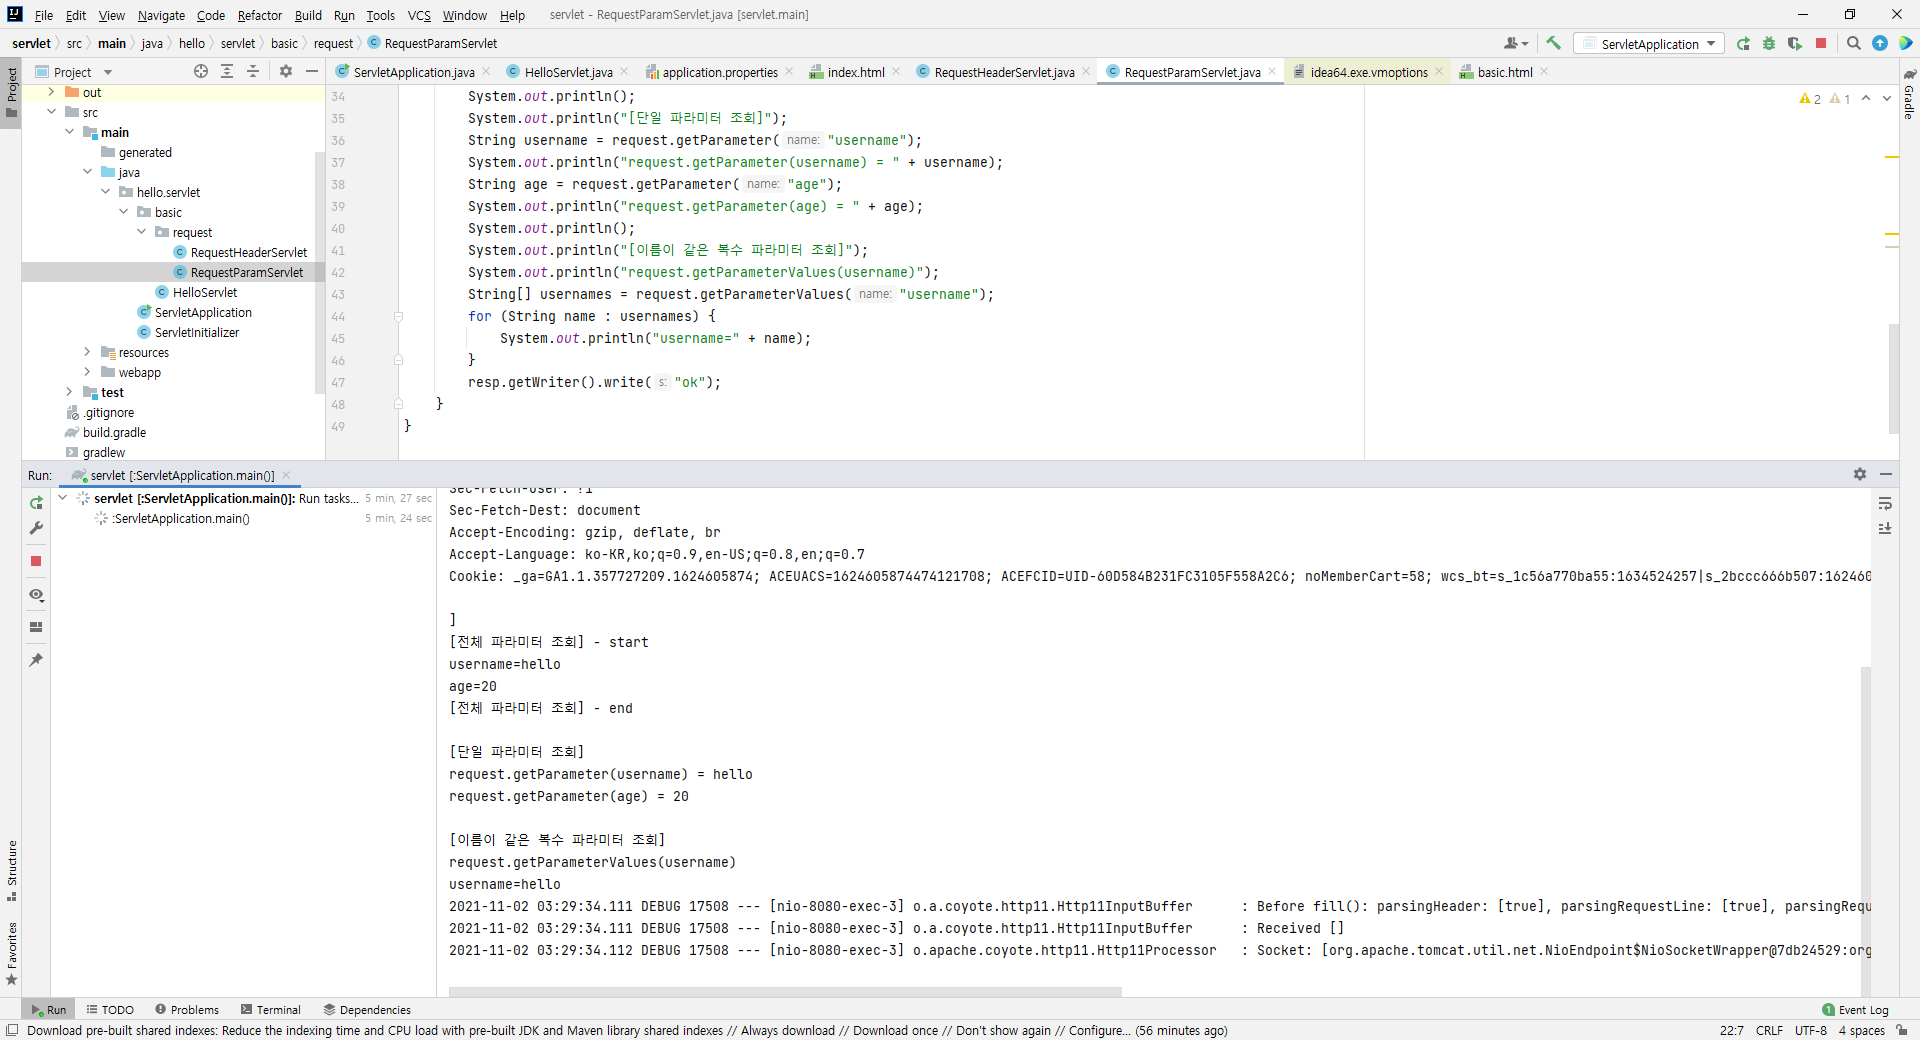 File Edit View Navigate Code Refactor Build Run Tools VCS Window Help servlet - RequestParamServlet.java [servlet.main]
servlet src main java hello servlet basic request RequestParamServlet
ServletApplication
Project
ServletApplication.java HelloServlet.java application.properties index.html RequestHeaderServlet.java RequestParamServlet.java idea64.exe.vmoptions basic.html
Project
Gradle
out
src
main
generated
java
hello.servlet
basic
request
RequestHeaderServlet
RequestParamServlet
HelloServlet
ServletApplication
ServletInitializer
resources
webapp
test
.gitignore
build.gradle
gradlew
2 1
34 System.out.println();
35 System.out.println("[단일 파라미터 조회]");
36 String username = request.getParameter( name: "username");
37 System.out.println("request.getParameter(username) = " + username);
38 String age = request.getParameter( name: "age");
39 System.out.println("request.getParameter(age) = " + age);
40 System.out.println();
41 System.out.println("[이름이 같은 복수 파라미터 조회]");
42 System.out.println("request.getParameterValues(username)");
43 String[] usernames = request.getParameterValues( name: "username");
44 for (String name : usernames) {
45 System.out.println("username=" + name);
46 }
47 resp.getWriter().write( s: "ok");
48 }
49 }
Run: servlet [:ServletApplication.main()]
servlet [:ServletApplication.main()]: Run tasks... 5 min, 27 sec
:ServletApplication.main() 5 min, 24 sec
Sec-Fetch-User: ?1
Sec-Fetch-Dest: document
Accept-Encoding: gzip, deflate, br
Accept-Language: ko-KR,ko;q=0.9,en-US;q=0.8,en;q=0.7
Cookie: _ga=GA1.1.357727209.1624605874; ACEUACS=1624605874474121708; ACEFCID=UID-60D584B231FC3105F558A2C6; noMemberCart=58; wcs_bt=s_1c56a770ba55:1634524257|s_2bccc666b507:162460
]
[전체 파라미터 조회] - start
username=hello
age=20
[전체 파라미터 조회] - end
[단일 파라미터 조회]
request.getParameter(username) = hello
request.getParameter(age) = 20
[이름이 같은 복수 파라미터 조회]
request.getParameterValues(username)
username=hello
2021-11-02 03:29:34.111 DEBUG 17508 --- [nio-8080-exec-3] o.a.coyote.http11.Http11InputBuffer : Before fill(): parsingHeader: [true], parsingRequestLine: [true], parsingRequ
2021-11-02 03:29:34.111 DEBUG 17508 --- [nio-8080-exec-3] o.a.coyote.http11.Http11InputBuffer : Received []
2021-11-02 03:29:34.112 DEBUG 17508 --- [nio-8080-exec-3] o.apache.coyote.http11.Http11Processor : Socket: [org.apache.tomcat.util.net.NioEndpoint$NioSocketWrapper@7db24529:org
Structure
Favorites
Run TODO Problems Terminal Dependencies 1 Event Log
Download pre-built shared indexes: Reduce the indexing time and CPU load with pre-built JDK and Maven library shared indexes // Always download // Download once // Don't show again // Configure... (56 minutes ago) 22:7 CRLF UTF-8 4 spaces